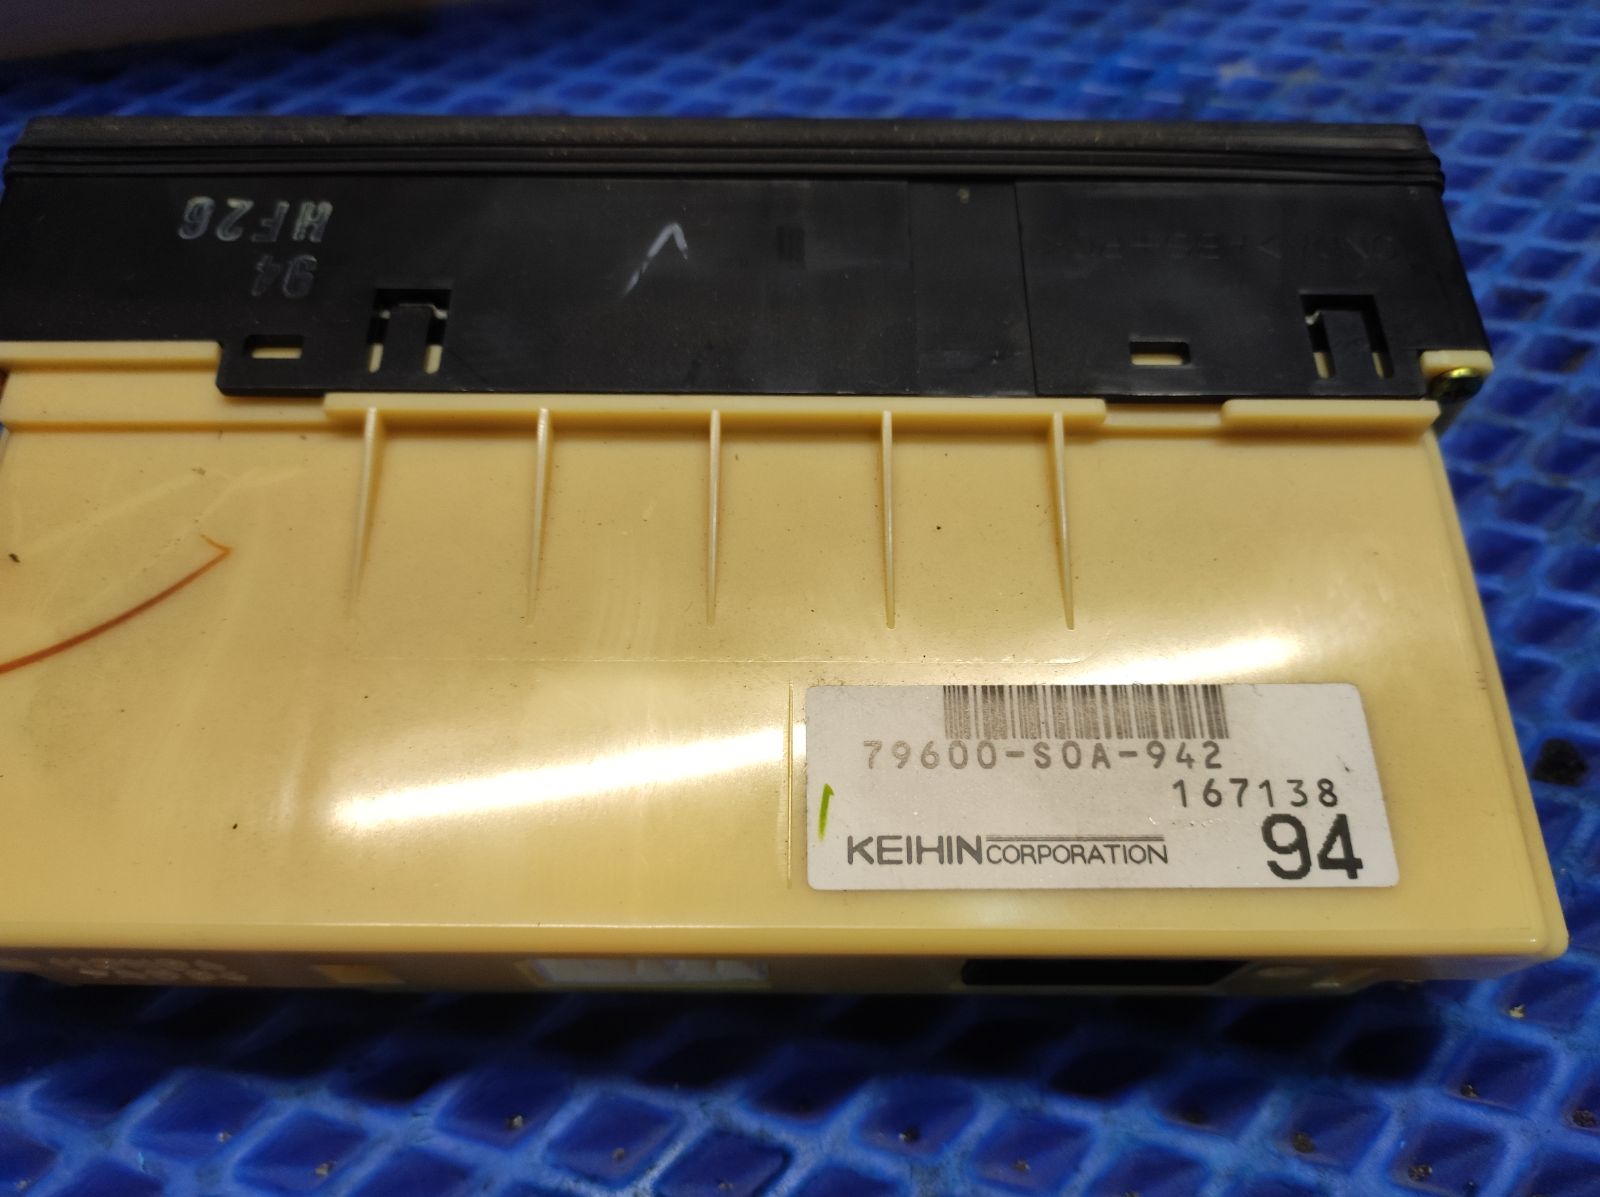 HF26
94
79600-S0A-942
167138
KEIHIN CORPORATION
94